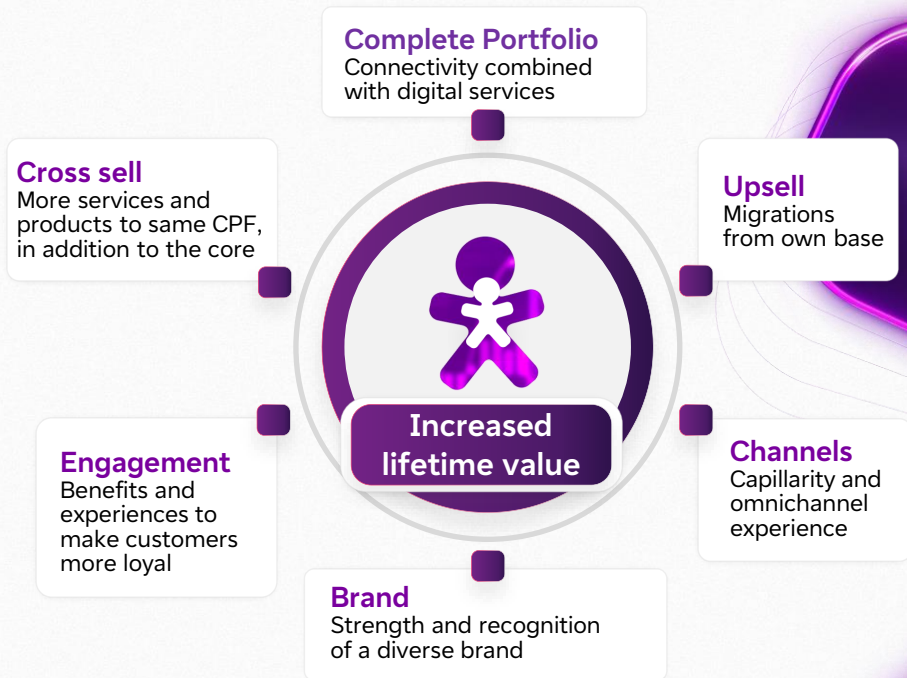 Complete Portfolio
Connectivity combined
with digital services
Cross sell
More services and
products to same CPF,
in addition to the core
Upsell
Migrations
from own base
Increased
lifetime value
Engagement
Benefits and
experiences to
make customers
more loyal
Channels
Capillarity and
omnichannel
experience
Brand
Strength and recognition
of a diverse brand